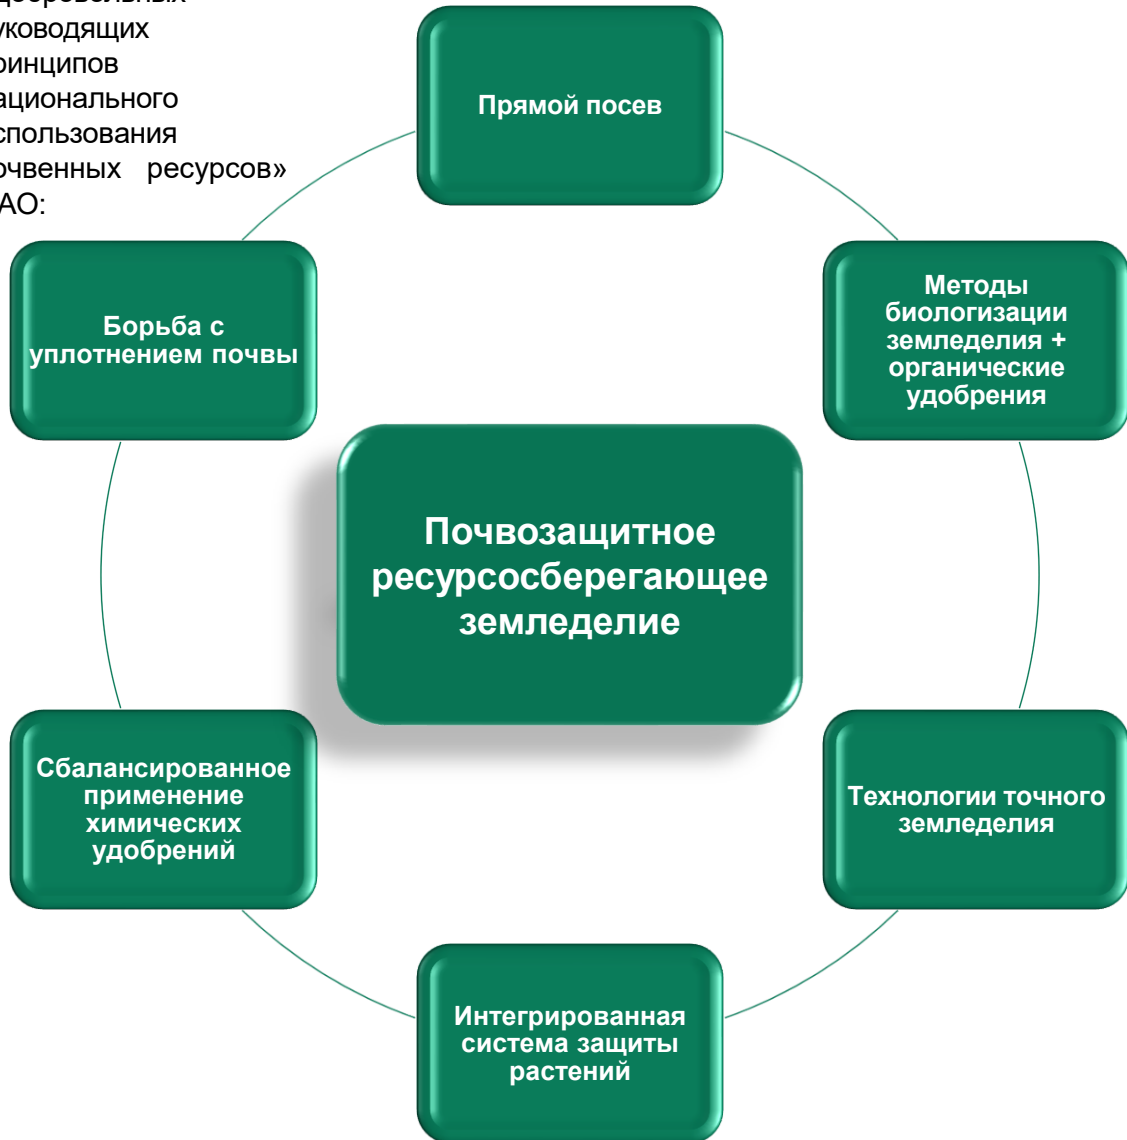 уководящих
ринципов
ационального
спользования
очвенных ресурсов»
АО:
Прямой посев
Методы
биологизации
земледелия +
органические
удобрения
Борьба с
уплотнением почвы
Почвозащитное
ресурсосберегающее
земледелие
Сбалансированное
применение
химических
удобрений
Технологии точного
земледелия
Интегрированная
система защиты
растений